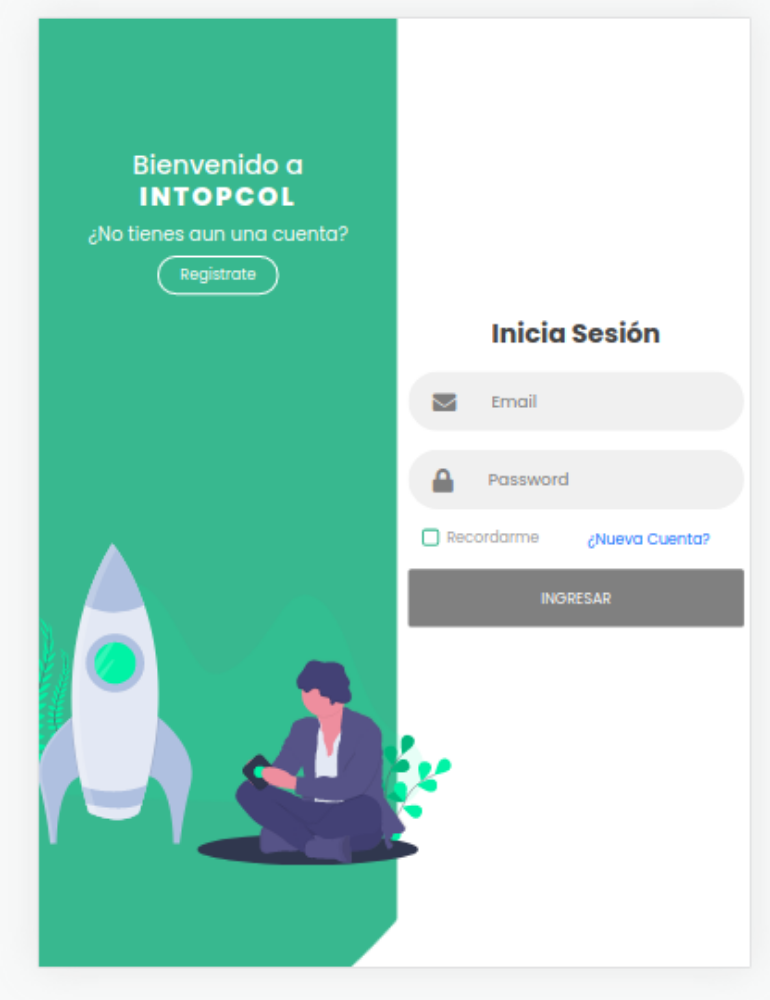 Bienvenido a
INTOPCOL
¿No tienes aun una cuenta?
Registrate
Inicia Sesión
Email
Password
Recordarme
¿Nueva Cuenta?
INGRESAR